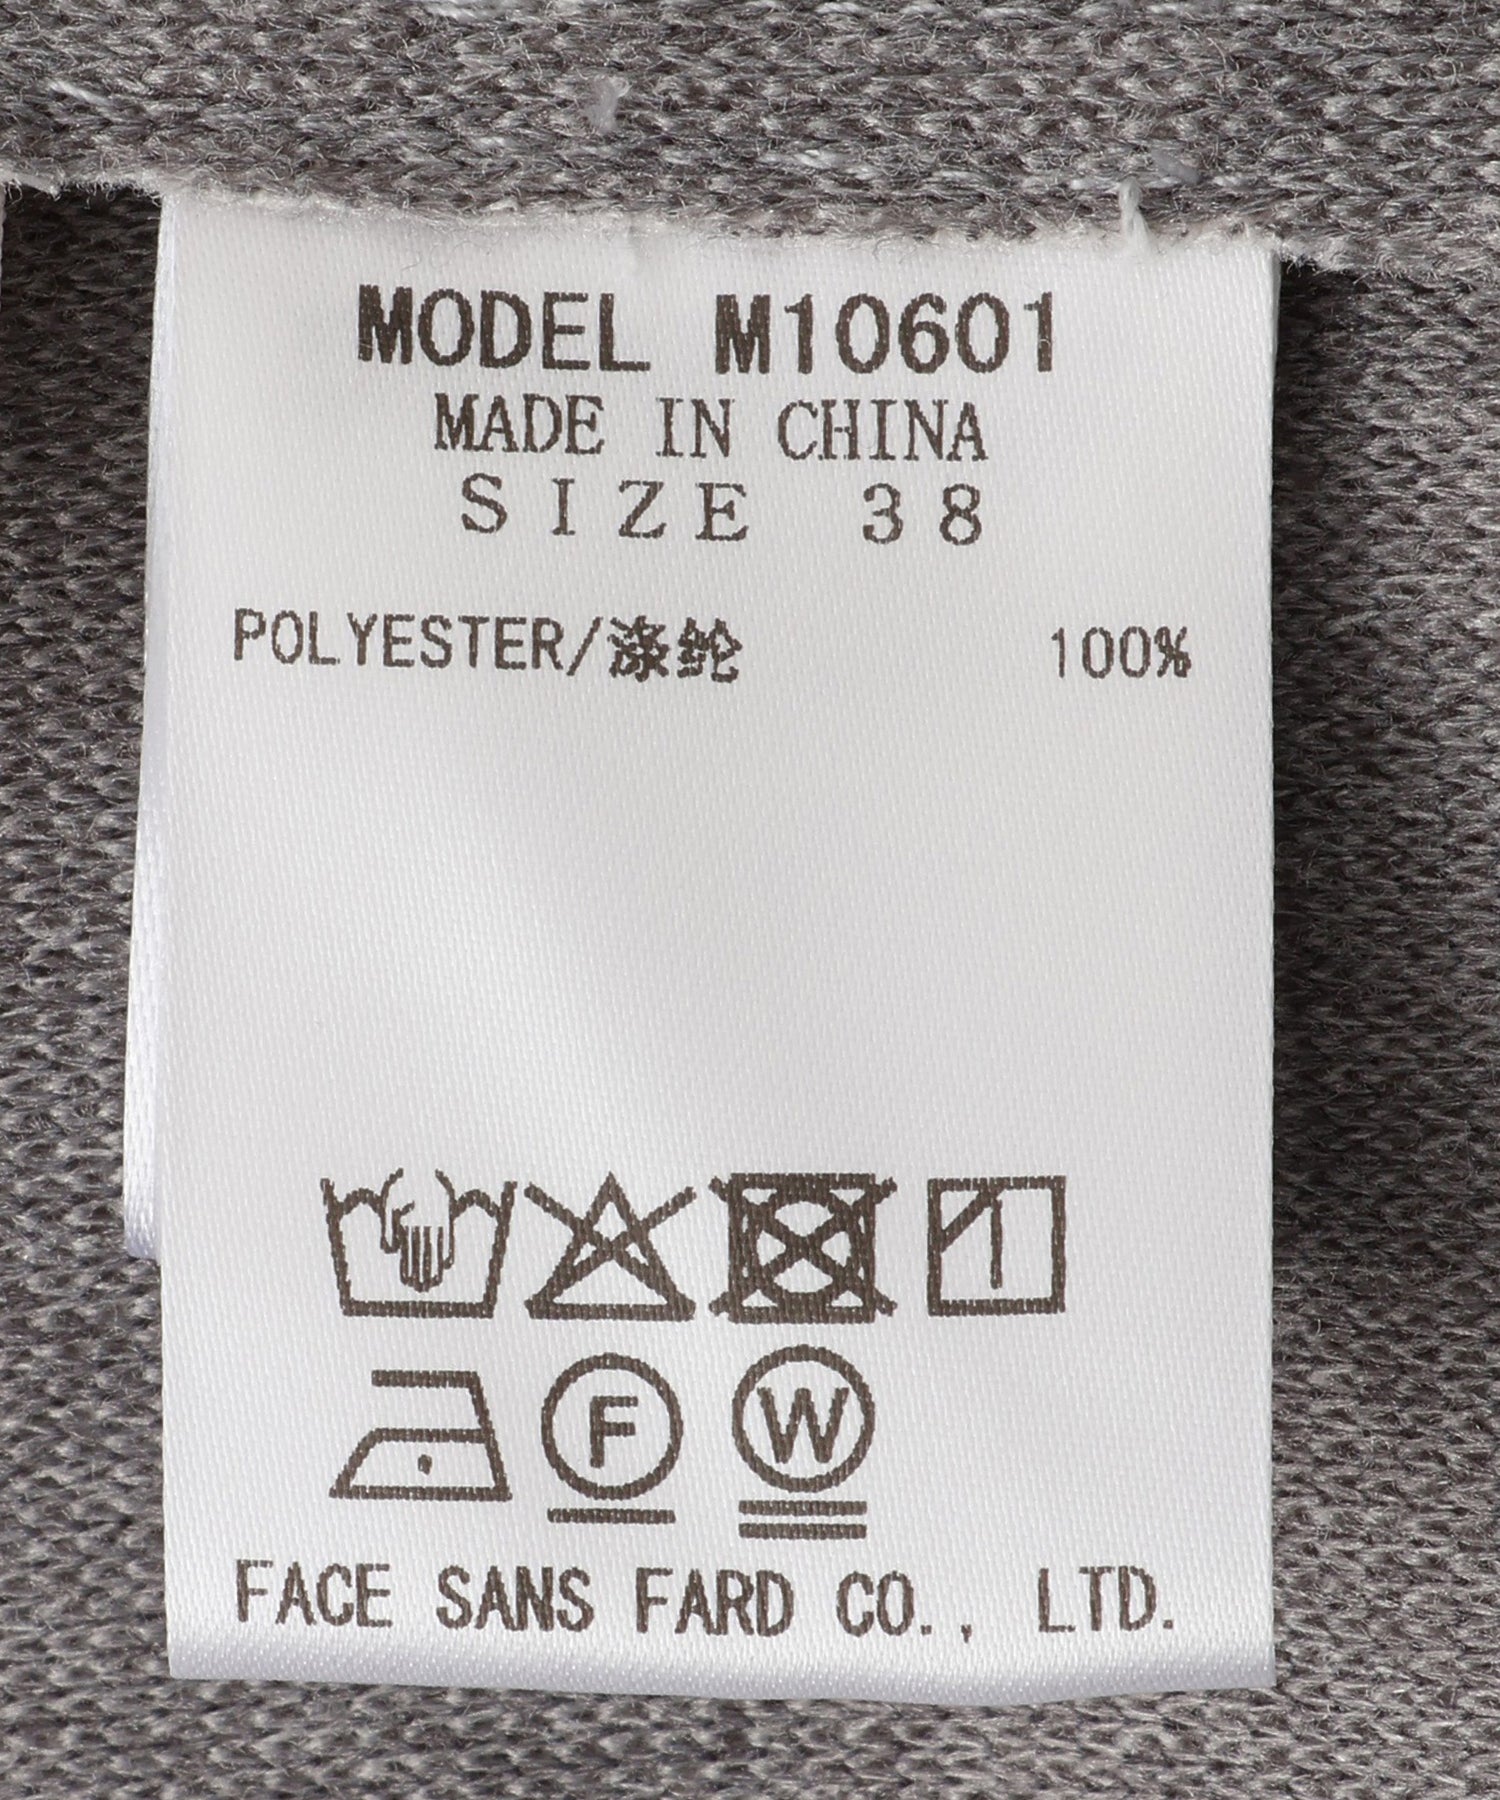 MODEL M10601
MADE IN CHINA
SIZE 38
POLYESTER/涤纶 100%
F W
FACE SANS FARD CO., LTD.